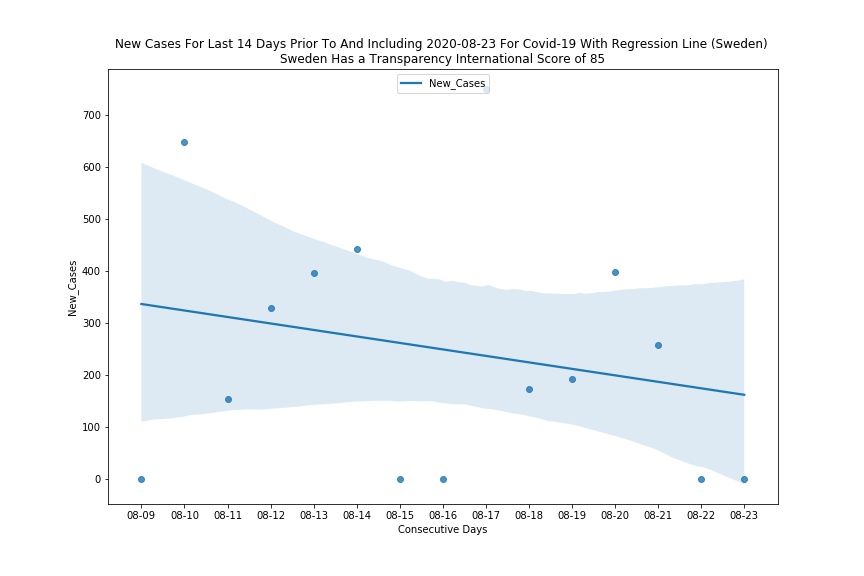 New Cases For Last 14 Days Prior To And Including 2020-08-23 For Covid-19 With Regression Line (Sweden)
Sweden Has a Transparency International Score of 85
New_Cases
700
600
500
400
300
200
100
0
New_Cases
08-09 08-10 08-11 08-12 08-13 08-14 08-15 08-16 08-17 08-18 08-19 08-20 08-21 08-22 08-23
Consecutive Days